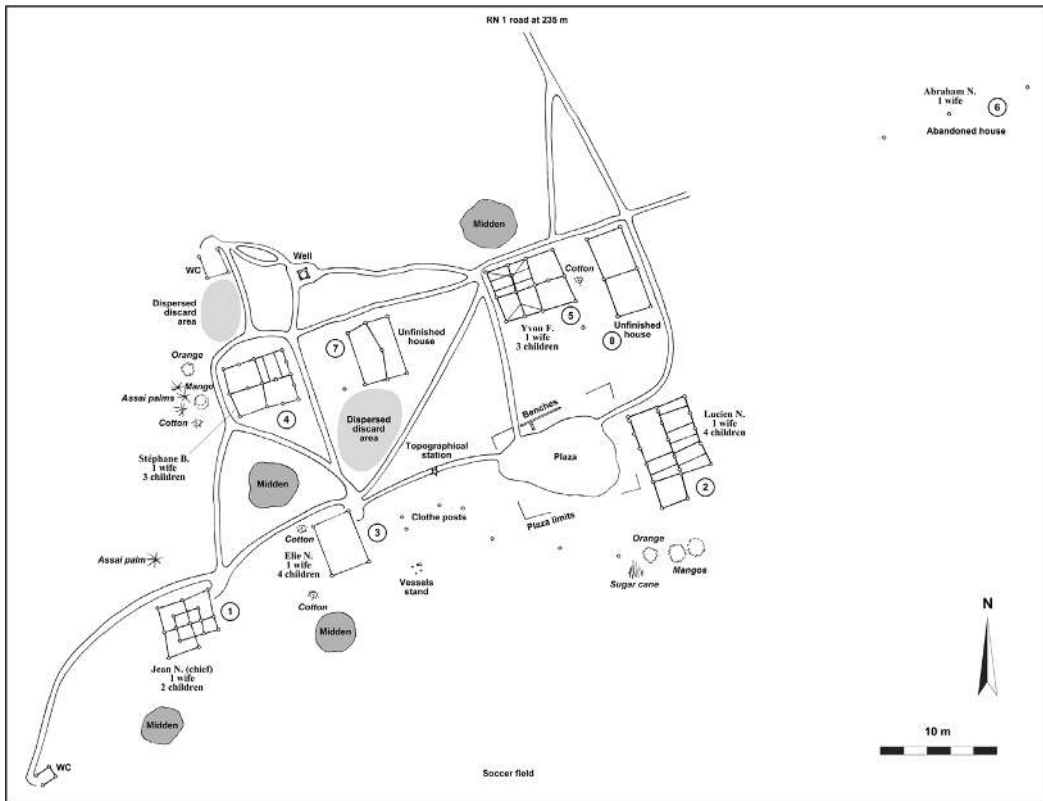 RN 1 road at 235 m
Abraham N.
1 wife
6
Abandoned house
Midden
Well
WC
Cotton
Dispersed
discard
area
5
Yvon F.
1 wife
3 children
Unfinished
house
8
Unfinished
house
7
Orange
Mango
Assai palms
Cotton
4
Stéphane B.
1 wife
3 children
Dispersed
discard
area
Benches
Lucien N.
1 wife
4 children
Topographical
station
Plaza
Midden
2
Plaza limits
Clothe posts
3
Cotton
Elie N.
1 wife
4 children
Orange
Mangos
Sugar cane
Assai palm
Vessels
stand
Cotton
1
Midden
N
Jean N. (chief)
1 wife
2 children
Midden
10 m
WC
Soccer field